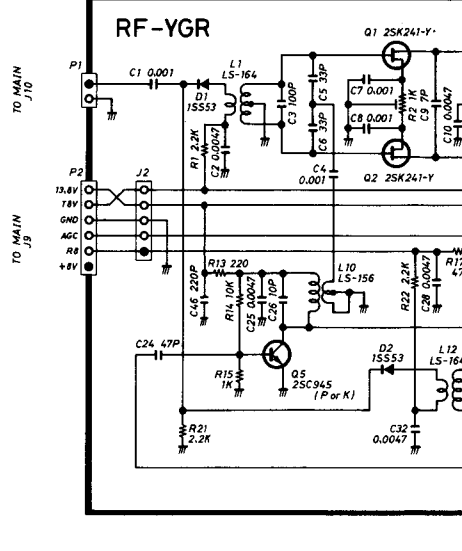 RF-YGR
Q1 2SK241-Y
P1
L1
LS-164
C1 0.001
D1
1SS53
C3 100P
C5 33P
C6 33P
C7 0.001
C8 0.001
R2 1K
C9 7P
C10 0.0047
TO MAIN
J10
R1 2.2K
C2 0.0047
C4
0.001
Q2 2SK241-Y
P2
J2
13.8V
T8V
GND
AGC
R8
+8V
TO MAIN
J9
R13 220
L10
LS-156
C46 220P
R14 10K
C25 0.0047
C26 10P
R22 2.2K
C28 0.0047
R17
47
C24 47P
R15
1K
Q5
2SC945
(P or K)
D2
1SS53
L12
LS-164
R21
2.2K
C32
0.0047